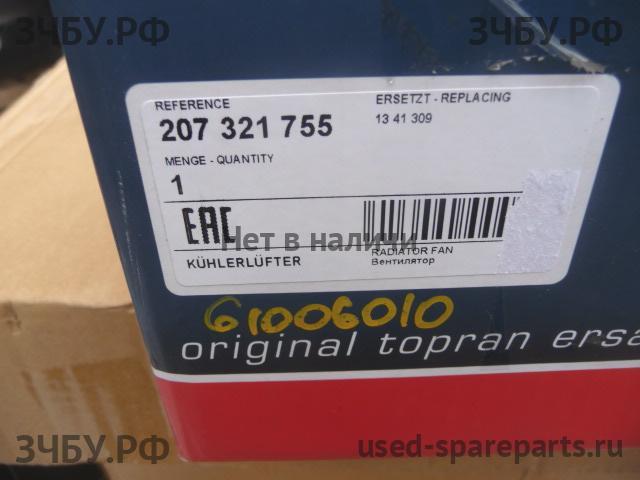 ЗЧБУ.РФ
ЗЧБУ.РФ
REFERENCE
ERSETZT - REPLACING
207 321 755
13 41 309
MENGE - QUANTITY
1
EAC
Нет в наличи
KÜHLERLÜFTER
RADIATOR FAN
Вентилятор
61006010
original topran ersa
ЗЧБУ.РФ
used-spareparts.ru